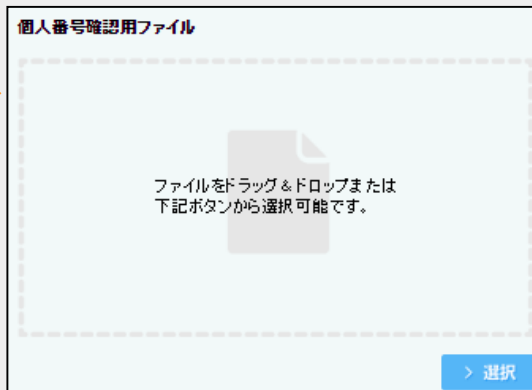 個人番号確認用ファイル
ファイルをドラッグ&ドロップまたは
下記ボタンから選択可能です。
> 選択